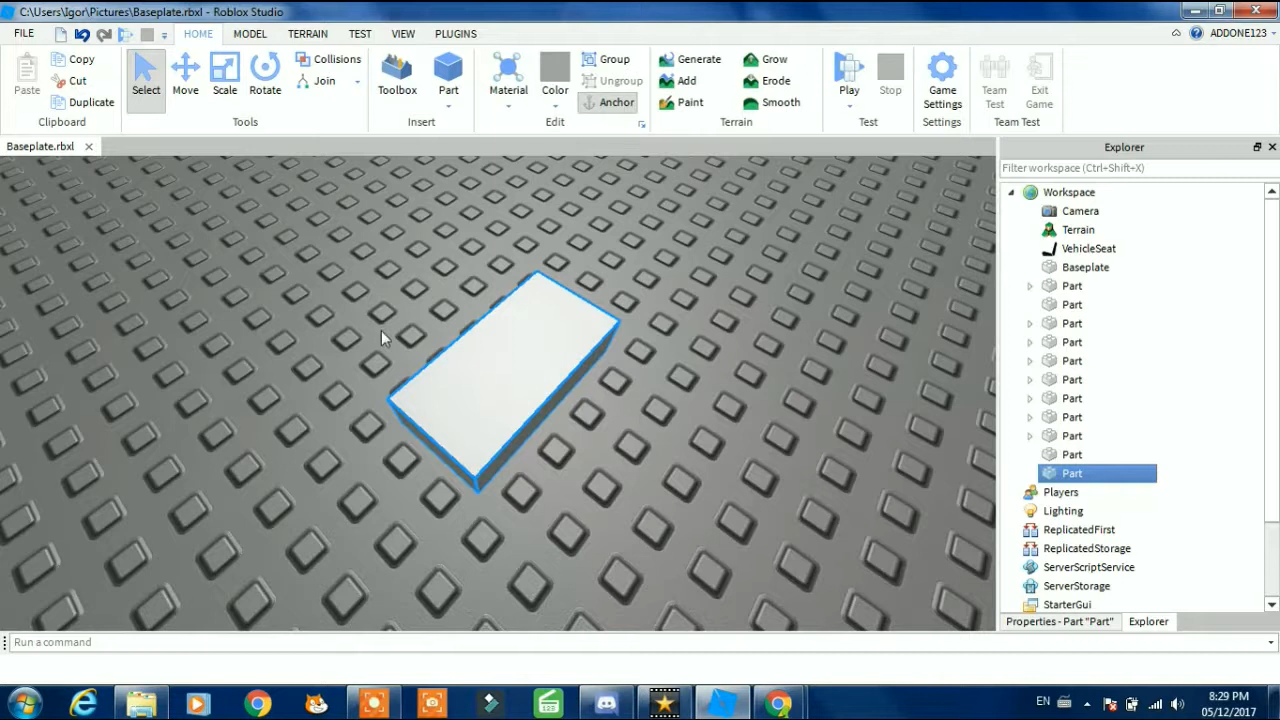 C:\Users\Igor\Pictures\Baseplate.rbxl - Roblox Studio
FILE HOME MODEL TERRAIN TEST VIEW PLUGINS ADDONE123
Paste Copy Cut Duplicate
Clipboard
Select Move Scale Rotate Collisions Join
Tools
Toolbox Part
Insert
Material Color Group Ungroup Anchor
Edit
Generate Add Paint Grow Erode Smooth
Terrain
Play Stop
Test
Game Settings
Settings
Team Test Exit Game
Team Test
Baseplate.rbxl
Explorer
Filter workspace (Ctrl+Shift+X)
Workspace
Camera
Terrain
VehicleSeat
Baseplate
Part
Part
Part
Part
Part
Part
Part
Part
Part
Part
Part
Players
Lighting
ReplicatedFirst
ReplicatedStorage
ServerScriptService
ServerStorage
StarterGui
Properties - Part "Part" Explorer
Run a command
123
EN
8:29 PM
05/12/2017